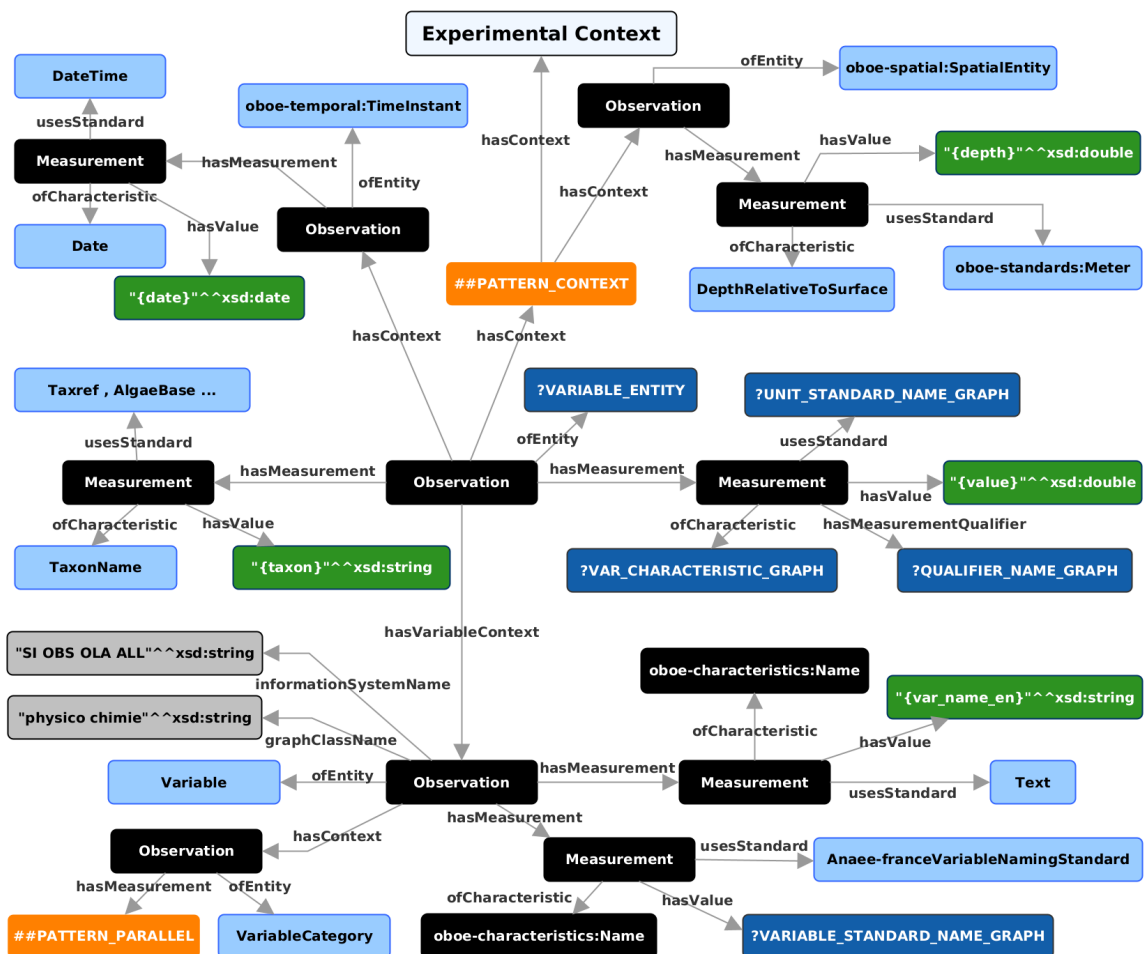 Experimental Context
DateTime
ofEntity
oboe-spatial:SpatialEntity
oboe-temporal:TimeInstant
Observation
usesStandard
hasContext
hasValue
"{depth}"^^xsd:double
Measurement
hasMeasurement
hasMeasurement
ofEntity
hasContext
ofCharacteristic
Measurement
usesStandard
hasValue
Observation
Date
ofCharacteristic
oboe-standards:Meter
"{date}"^^xsd:date
##PATTERN_CONTEXT
DepthRelativeToSurface
hasContext
hasContext
Taxref , AlgaeBase ...
?VARIABLE_ENTITY
?UNIT_STANDARD_NAME_GRAPH
usesStandard
ofEntity
usesStandard
hasMeasurement
hasMeasurement
Measurement
Observation
Measurement
"{value}"^^xsd:double
hasValue
ofCharacteristic
hasValue
ofCharacteristic
hasMeasurementQualifier
TaxonName
"{taxon}"^^xsd:string
?VAR_CHARACTERISTIC_GRAPH
?QUALIFIER_NAME_GRAPH
hasVariableContext
"SI OBS OLA ALL"^^xsd:string
oboe-characteristics:Name
informationSystemName
"{var_name_en}"^^xsd:string
"physico chimie"^^xsd:string
ofCharacteristic
graphClassName
hasValue
ofEntity
hasMeasurement
Variable
Observation
Measurement
Text
usesStandard
hasMeasurement
hasContext
Observation
usesStandard
Measurement
Anaee-franceVariableNamingStandard
hasMeasurement
ofEntity
ofCharacteristic
hasValue
##PATTERN_PARALLEL
VariableCategory
oboe-characteristics:Name
?VARIABLE_STANDARD_NAME_GRAPH